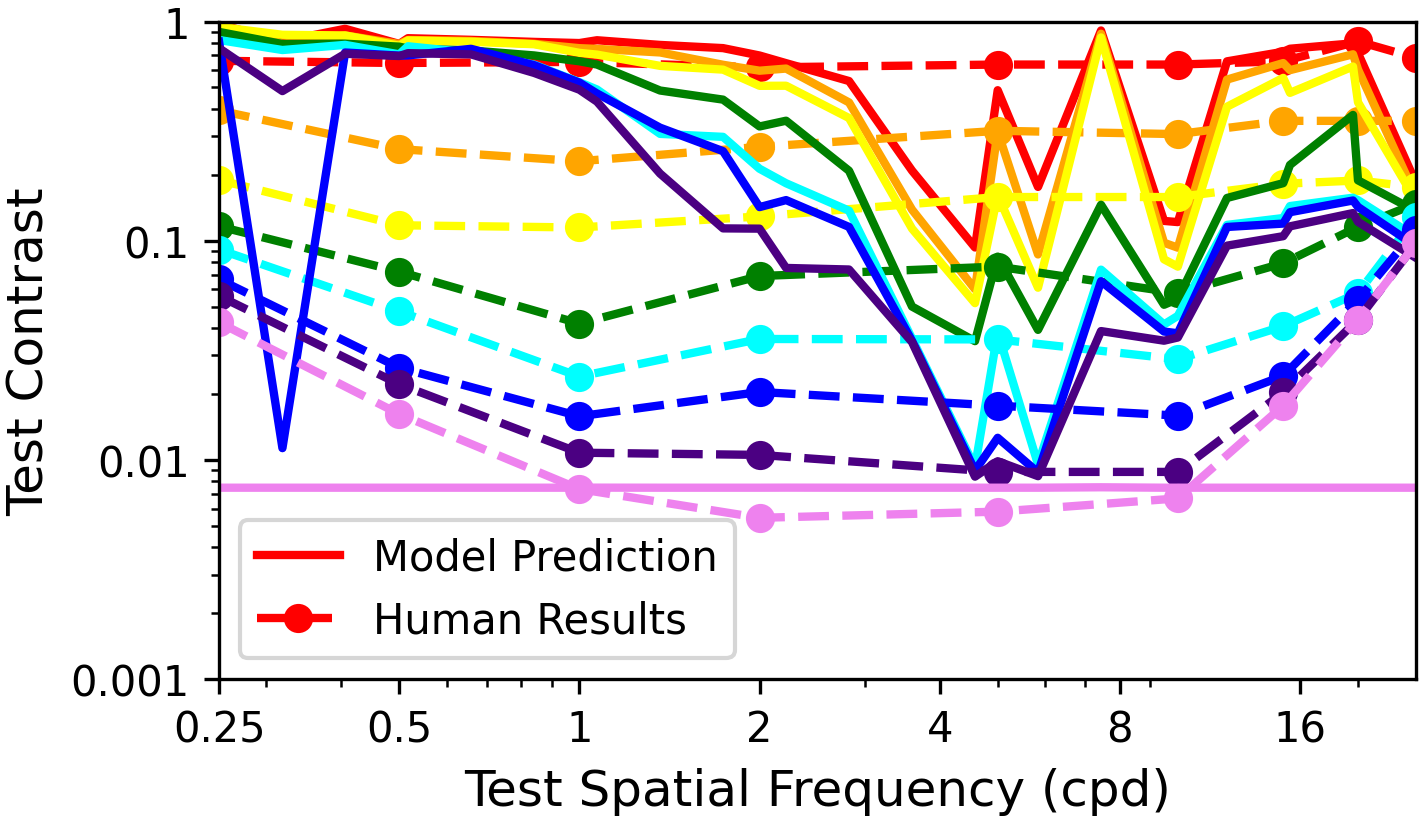 1
0.1
0.01
0.001
Test Contrast
Model Prediction
Human Results
0.25 0.5 1 2 4 8 16
Test Spatial Frequency (cpd)